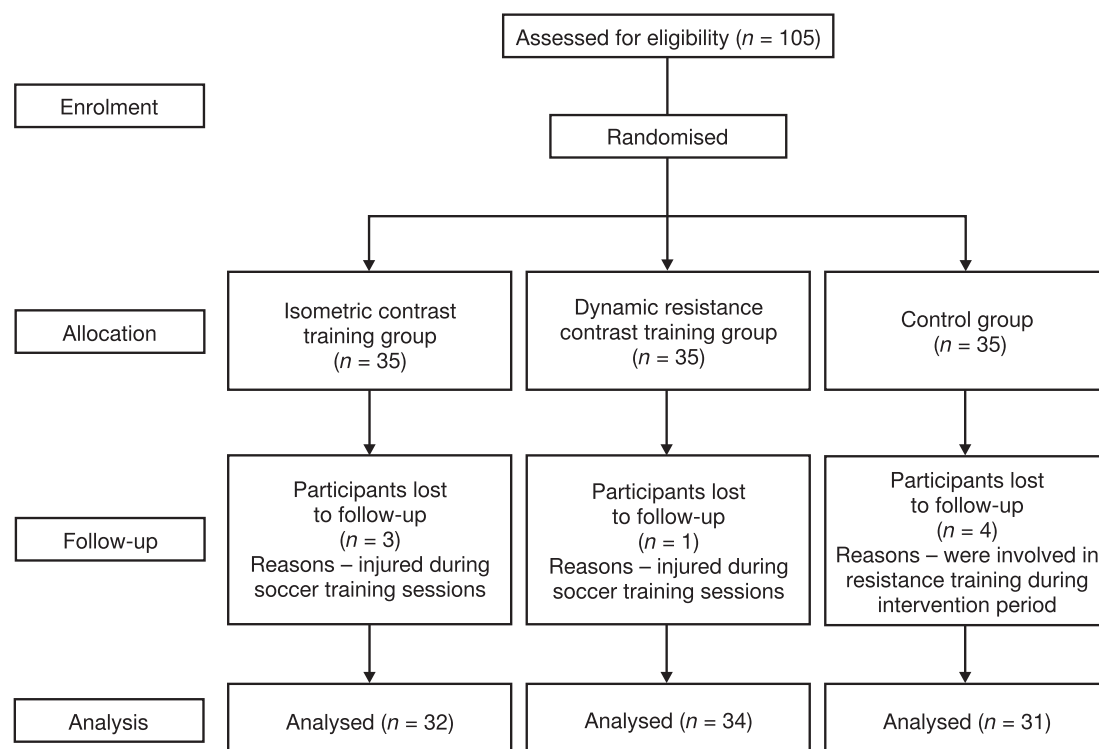 Assessed for eligibility (n = 105)
Enrolment
Randomised
Allocation
Isometric contrast
training group
(n = 35)
Dynamic resistance
contrast training group
(n = 35)
Control group
(n = 35)
Follow-up
Participants lost
to follow-up
(n = 3)
Reasons – injured during
soccer training sessions
Participants lost
to follow-up
(n = 1)
Reasons – injured during
soccer training sessions
Participants lost
to follow-up
(n = 4)
Reasons – were involved in
resistance training during
intervention period
Analysis
Analysed (n = 32)
Analysed (n = 34)
Analysed (n = 31)